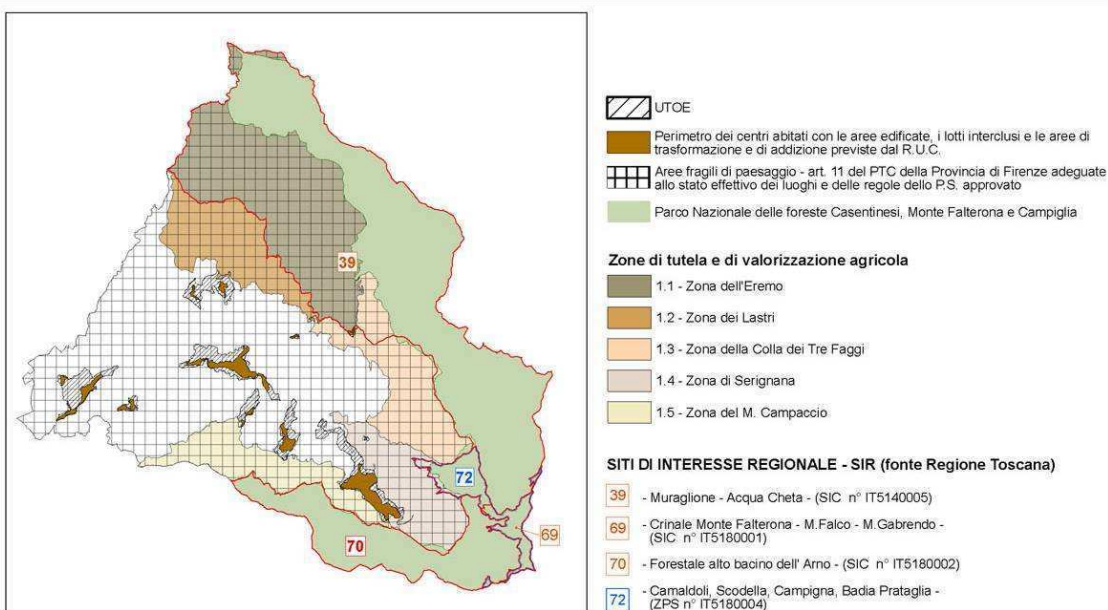 39
72
69
70
UTOE
Perimetro dei centri abitati con le aree edificate, i lotti interclusi e le aree di
trasformazione e di addizione previste dal R.U.C.
Aree fragili di paesaggio - art. 11 del PTC della Provincia di Firenze adeguate
allo stato effettivo dei luoghi e delle regole dello P.S. approvato
Parco Nazionale delle foreste Casentinesi, Monte Falterona e Campiglia
Zone di tutela e di valorizzazione agricola
1.1 - Zona dell'Eremo
1.2 - Zona dei Lastri
1.3 - Zona della Colla dei Tre Faggi
1.4 - Zona di Serignana
1.5 - Zona del M. Campaccio
SITI DI INTERESSE REGIONALE - SIR (fonte Regione Toscana)
39 - Muraglione - Acqua Cheta - (SIC n° IT5140005)
69 - Crinale Monte Falterona - M.Falco - M.Gabrendo -
(SIC n° IT5180001)
70 - Forestale alto bacino dell' Arno - (SIC n° IT5180002)
72 - Camaldoli, Scodella, Campigna, Badia Prataglia -
(ZPS n° IT5180004)